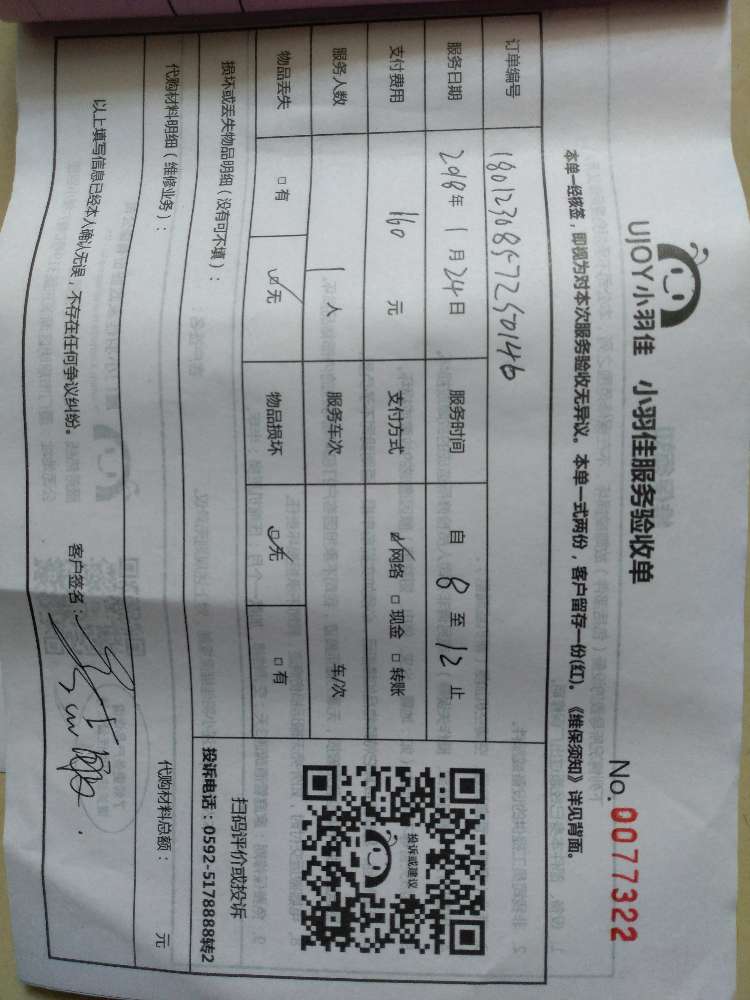 UJOY小羽佳 小羽佳服务验收单
No. 0077322
本单一经核签，即视为对本次服务验收无异议。本单一式两份，客户留存一份(红)。《维保须知》详见背面。
订单编号 1801230857250146
服务日期 2018年 1月 24日 服务时间 自 8 至 12 止
支付费用 160 元 支付方式 ☑网络 □现金 □转账
服务人数 1 人 服务车次 车/次
物品丢失 □有 ☑无 物品损坏 ☑无 □有
损坏或丢失物品明细（没有可不填）：
投诉或建议
扫码评价或投诉
投诉电话：0592-5178888转2
代购材料明细（维修业务）： 代购材料总额： 元
以上填写信息已经本人确认无误，不存在任何争议纠纷。 客户签名：